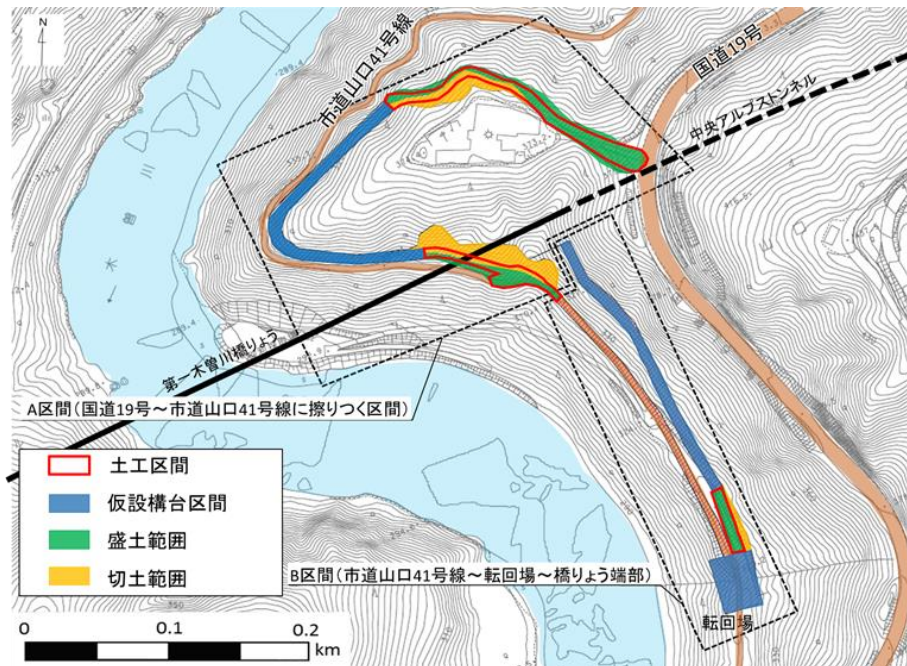 N
市道山口41号線
国道19号
中央アルプストンネル
木曽川
第一木曽川橋りょう
A区間(国道19号~市道山口41号線に擦りつく区間)
土工区間
仮設構台区間
盛土範囲
切土範囲
B区間(市道山口41号線~転回場~橋りょう端部)
転回場
0 0.1 0.2
km